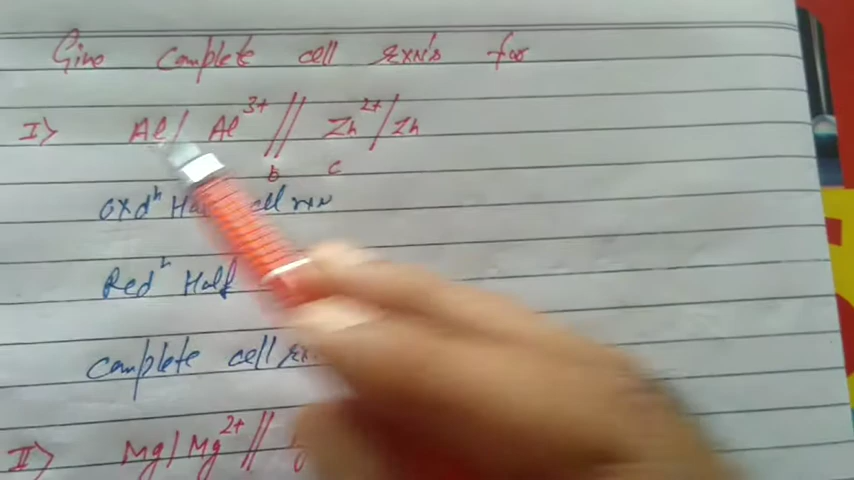 Give Complete cell rxn's for
I> Al / Al³⁺ // Zn²⁺ / Zn
b c
oxdⁿ Half cell rxn
Redⁿ Half
Complete cell rxn
II> Mg / Mg²⁺ //